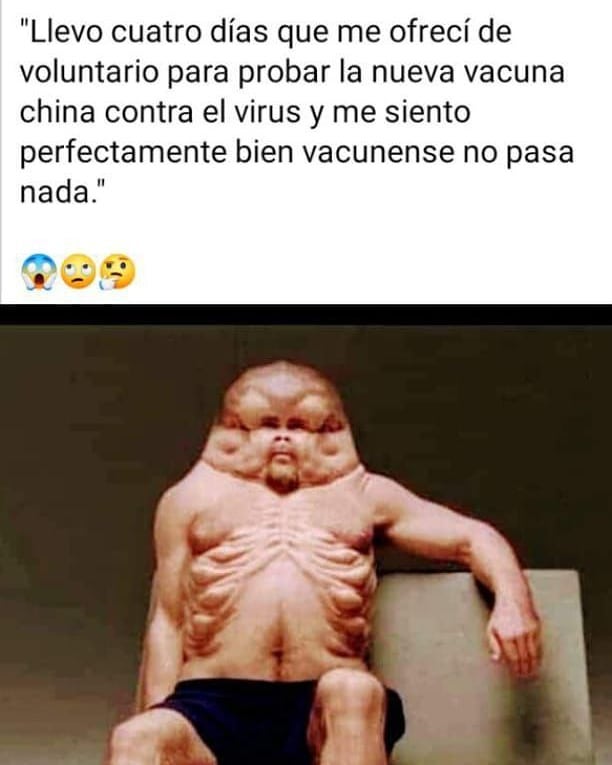 "Llevo cuatro días que me ofrecí de
voluntario para probar la nueva vacuna
china contra el virus y me siento
perfectamente bien vacunense no pasa
nada."